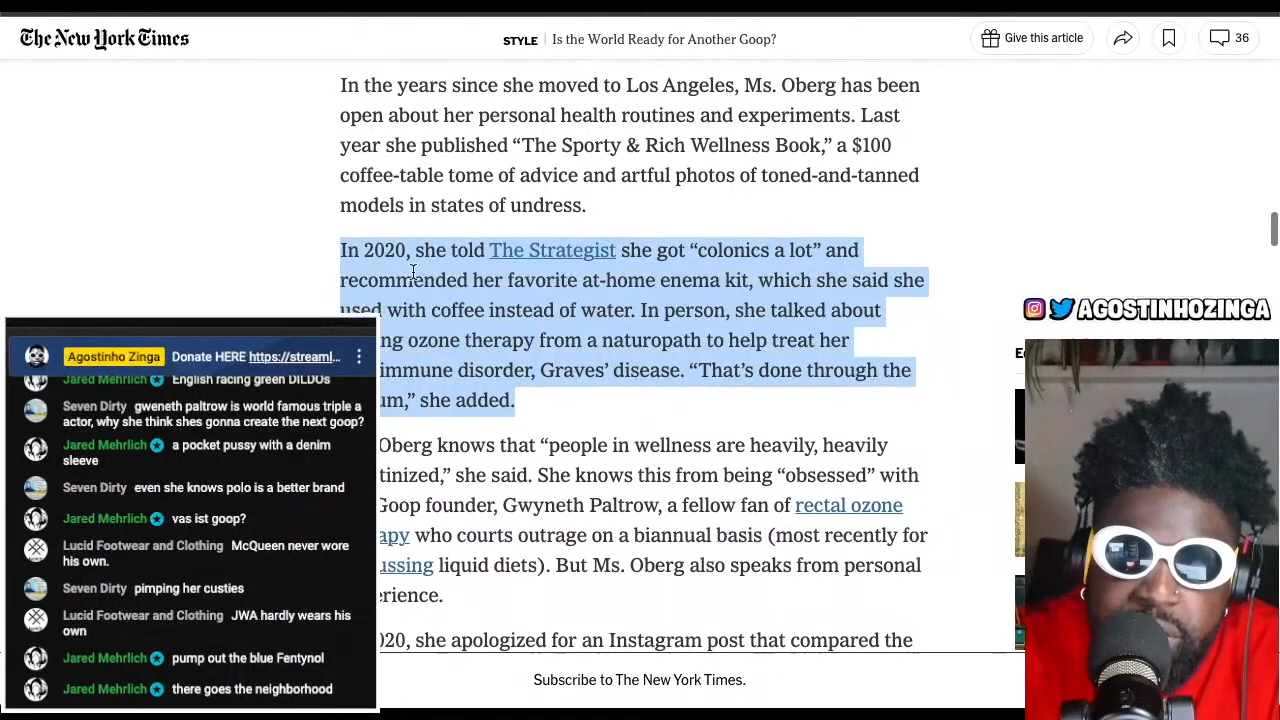 The New York Times
STYLE | Is the World Ready for Another Goop?
Give this article
36
In the years since she moved to Los Angeles, Ms. Oberg has been
open about her personal health routines and experiments. Last
year she published “The Sporty & Rich Wellness Book,” a $100
coffee-table tome of advice and artful photos of toned-and-tanned
models in states of undress.
In 2020, she told The Strategist she got “colonics a lot” and
recommended her favorite at-home enema kit, which she said she
used with coffee instead of water. In person, she talked about
ozone therapy from a naturopath to help treat her
immune disorder, Graves’ disease. “That’s done through the
um,” she added.
Oberg knows that “people in wellness are heavily, heavily
tinized,” she said. She knows this from being “obsessed” with
Goop founder, Gwyneth Paltrow, a fellow fan of rectal ozone
apy who courts outrage on a biannual basis (most recently for
ussing liquid diets). But Ms. Oberg also speaks from personal
erience.
020, she apologized for an Instagram post that compared the
Subscribe to The New York Times.
Agostinho Zinga Donate HERE https://streaml...
Jared Mehrlich English racing green DILDOs
Seven Dirty gweneth paltrow is world famous triple a
actor, why she think shes gonna create the next goop?
Jared Mehrlich a pocket pussy with a denim
sleeve
Seven Dirty even she knows polo is a better brand
Jared Mehrlich vas ist goop?
Lucid Footwear and Clothing McQueen never wore
his own.
Seven Dirty pimping her custies
Lucid Footwear and Clothing JWA hardly wears his
own
Jared Mehrlich pump out the blue Fentynol
Jared Mehrlich there goes the neighborhood
AGOSTINHOZINGA